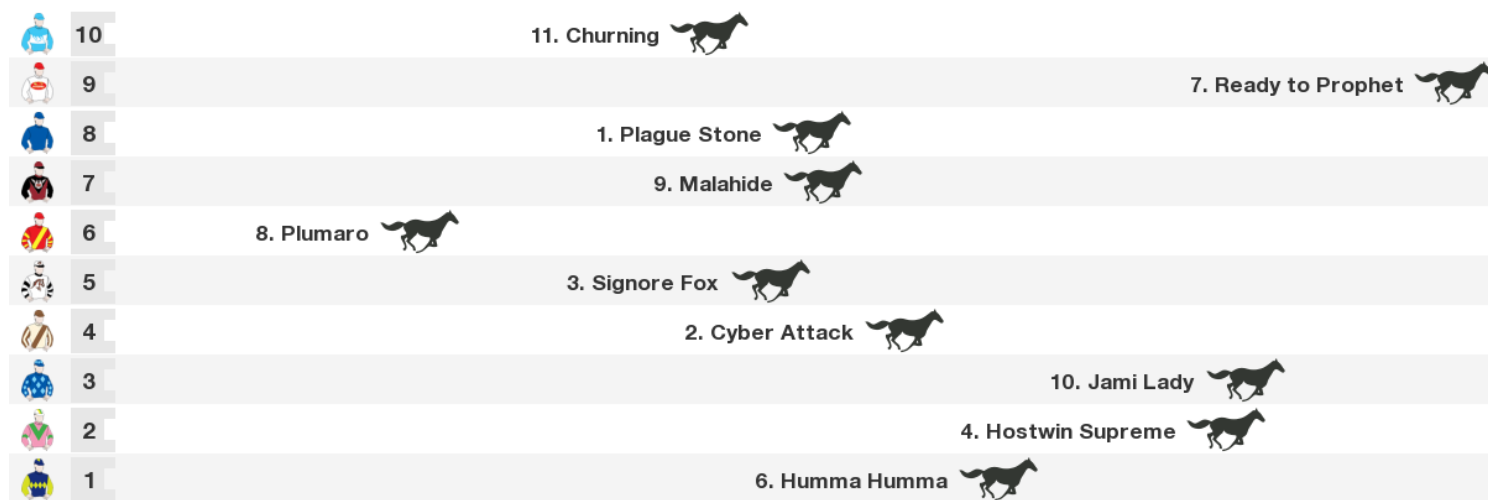 10 11. Churning
9 7. Ready to Prophet
8 1. Plague Stone
7 9. Malahide
6 8. Plumaro
5 3. Signore Fox
4 2. Cyber Attack
3 10. Jami Lady
2 4. Hostwin Supreme
1 6. Humma Humma